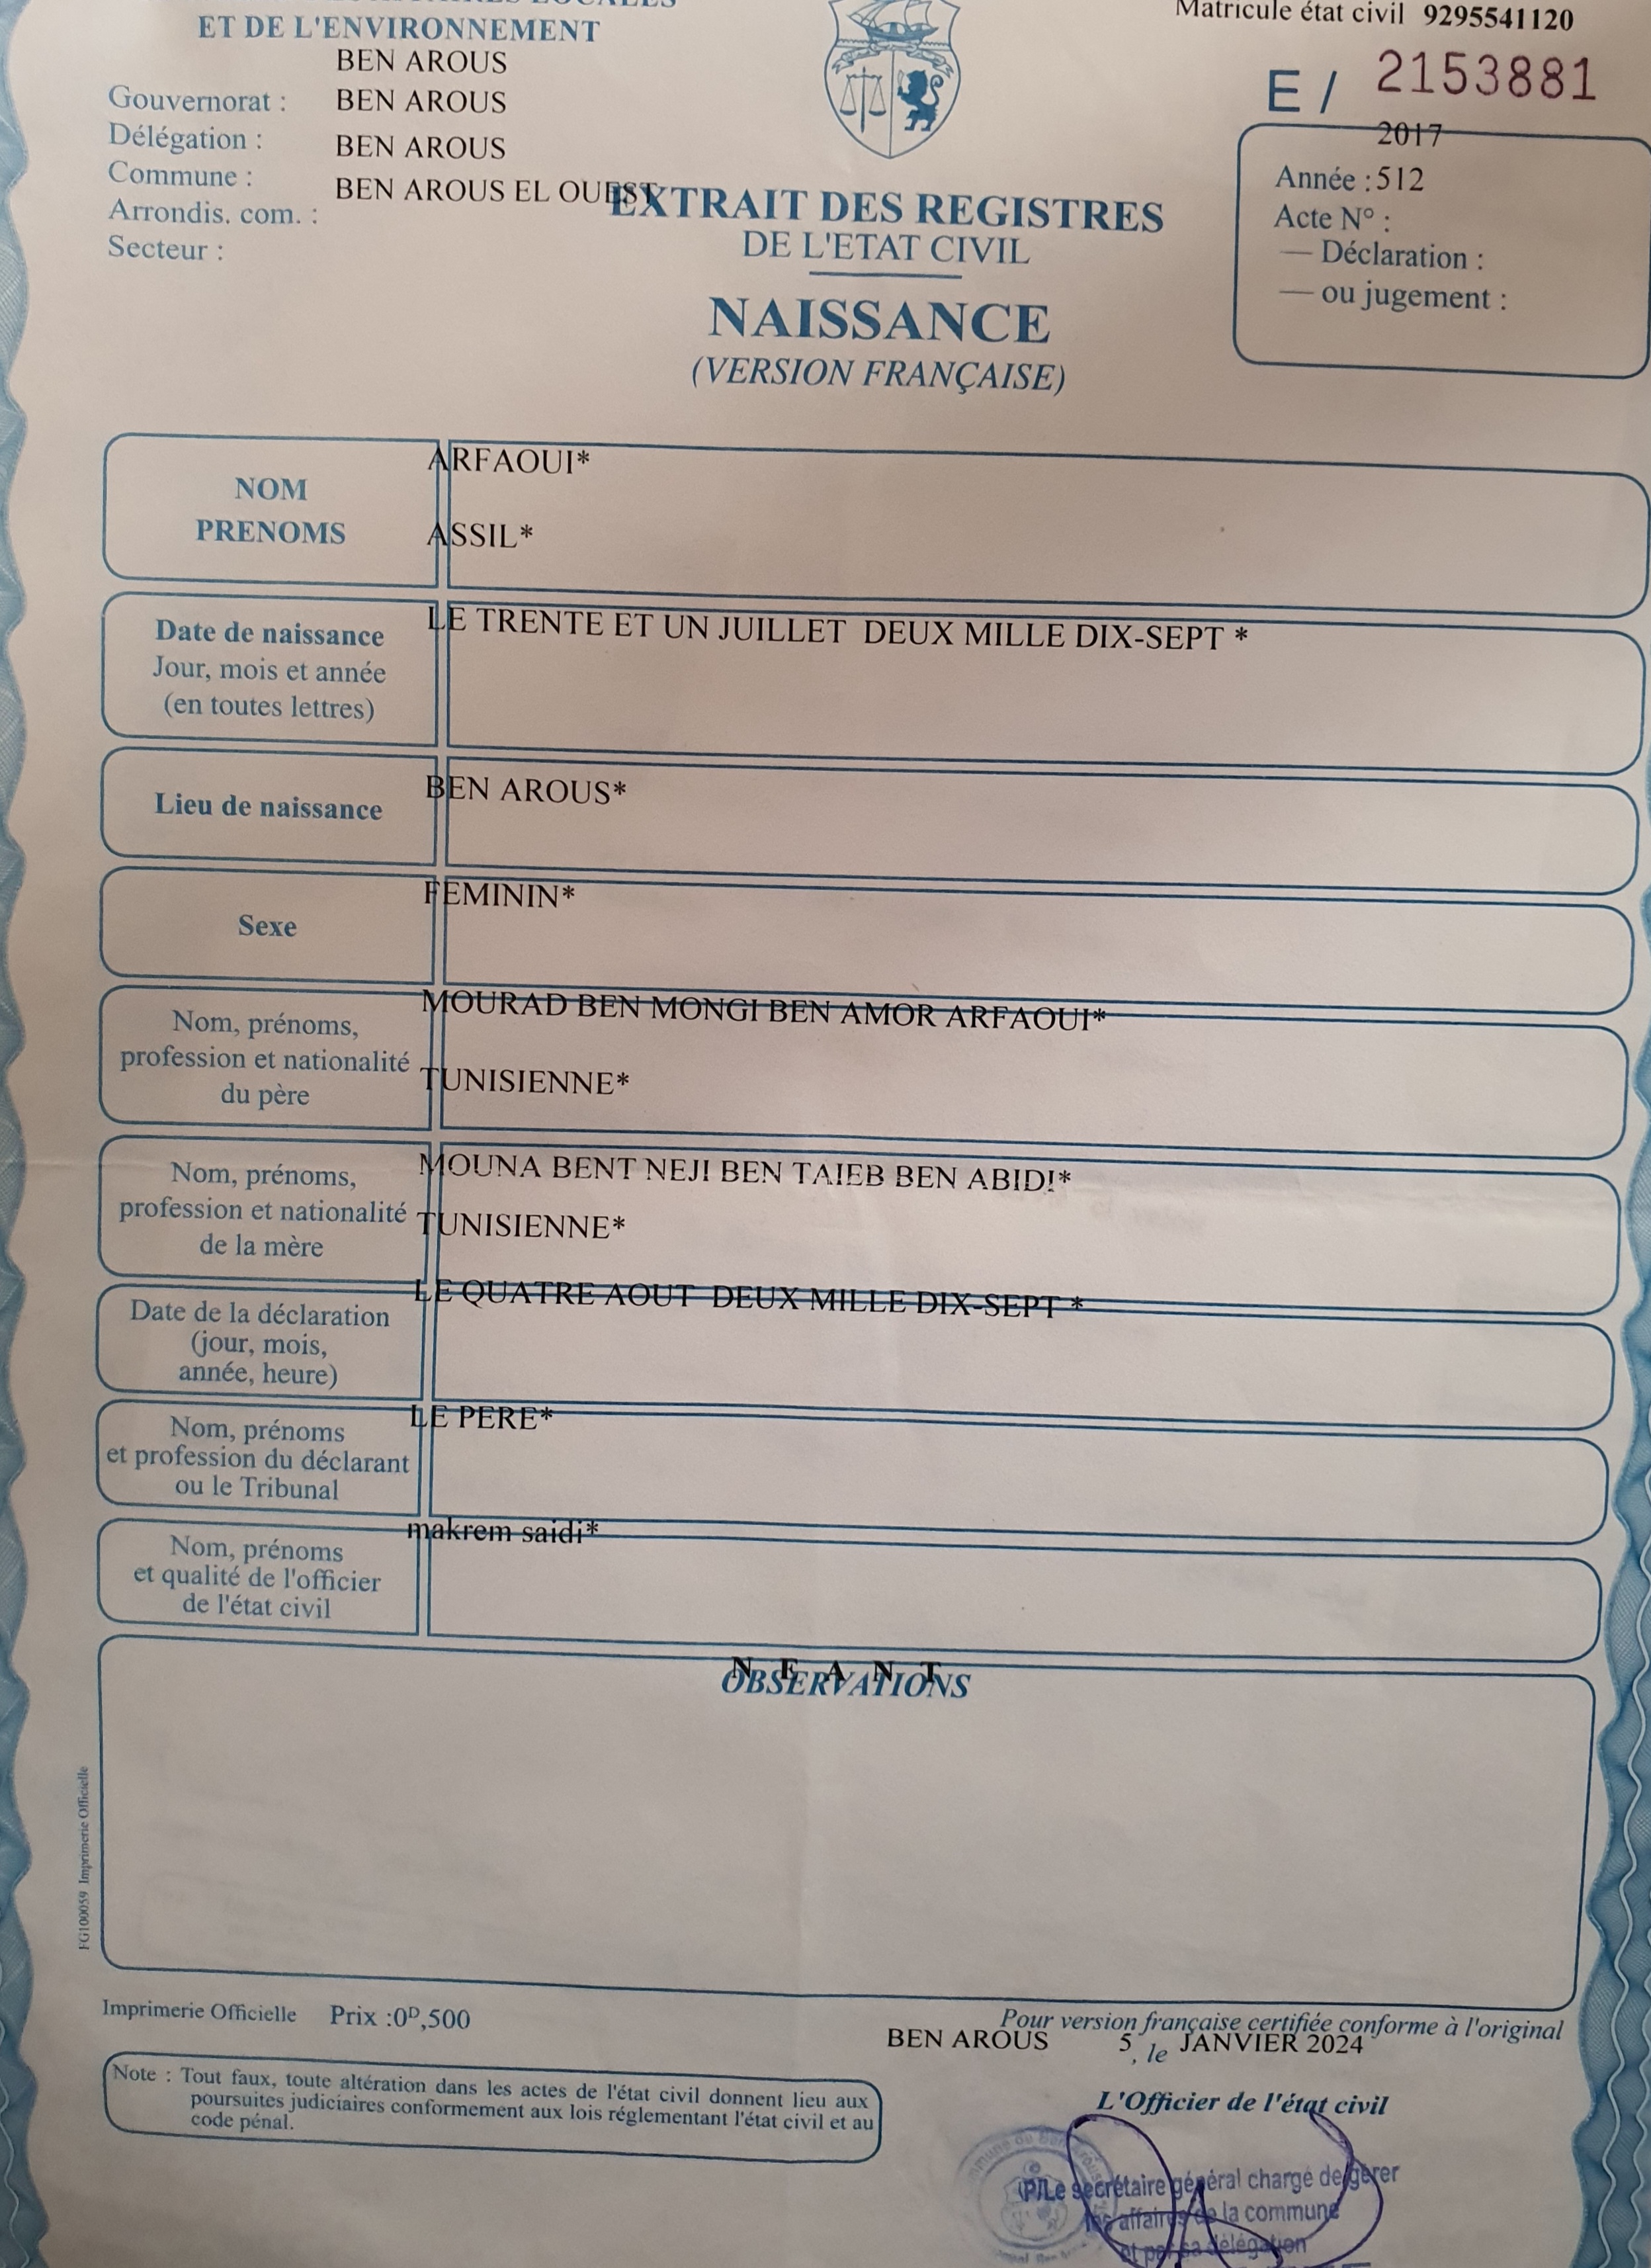 ET DE L'ENVIRONNEMENT
BEN AROUS
Gouvernorat : BEN AROUS
Délégation : BEN AROUS
Commune : BEN AROUS EL OUEST
Arrondis. com. :
Secteur :
Matricule état civil 9295541120
E / 2153881
2017
Année : 512
Acte N° :
— Déclaration :
— ou jugement :
EXTRAIT DES REGISTRES
DE L'ETAT CIVIL
NAISSANCE
(VERSION FRANÇAISE)
NOM
PRENOMS
ARFAOUI*
ASSIL*
Date de naissance
Jour, mois et année
(en toutes lettres)
LE TRENTE ET UN JUILLET DEUX MILLE DIX-SEPT *
Lieu de naissance
BEN AROUS*
Sexe
FEMININ*
Nom, prénoms,
profession et nationalité
du père
MOURAD BEN MONGI BEN AMOR ARFAOUI*
TUNISIENNE*
Nom, prénoms,
profession et nationalité
de la mère
MOUNA BENT NEJI BEN TAIEB BEN ABIDI*
TUNISIENNE*
Date de la déclaration
(jour, mois,
année, heure)
LE QUATRE AOUT DEUX MILLE DIX-SEPT *
Nom, prénoms
et profession du déclarant
ou le Tribunal
LE PERE*
Nom, prénoms
et qualité de l'officier
de l'état civil
makrem saidi*
N E A N T
OBSERVATIONS
FG100059 Imprimerie Officielle
Imprimerie Officielle Prix :0ᴰ,500
Pour version française certifiée conforme à l'original
BEN AROUS 5, le JANVIER 2024
Note : Tout faux, toute altération dans les actes de l'état civil donnent lieu aux
poursuites judiciaires conformement aux lois réglementant l'état civil et au
code pénal.
L'Officier de l'état civil
P/Le secrétaire général chargé de gérer
les affaires de la commune
et par sa délégation